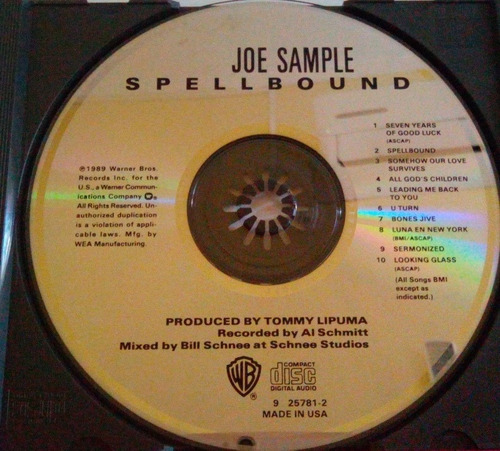 JOE SAMPLE
SPELLBOUND
1 SEVEN YEARS
OF GOOD LUCK
(ASCAP)
2 SPELLBOUND
3 SOMEHOW OUR LOVE
SURVIVES
4 ALL GOD'S CHILDREN
5 LEADING ME BACK
TO YOU
6 U TURN
7 BONES JIVE
8 LUNA EN NEW YORK
(BMI/ASCAP)
9 SERMONIZED
10 LOOKING GLASS
(ASCAP)
(All Songs BMI
except as
indicated.)
℗1989 Warner Bros.
Records Inc. for the
U.S., a Warner Commun-
ications Company
All Rights Reserved. Un-
authorized duplication
is a violation of appli-
cable laws. Mfg. by
WEA Manufacturing.
PRODUCED BY TOMMY LIPUMA
Recorded by Al Schmitt
Mixed by Bill Schnee at Schnee Studios
WB
®
COMPACT
disc
DIGITAL AUDIO
9 25781-2
MADE IN USA